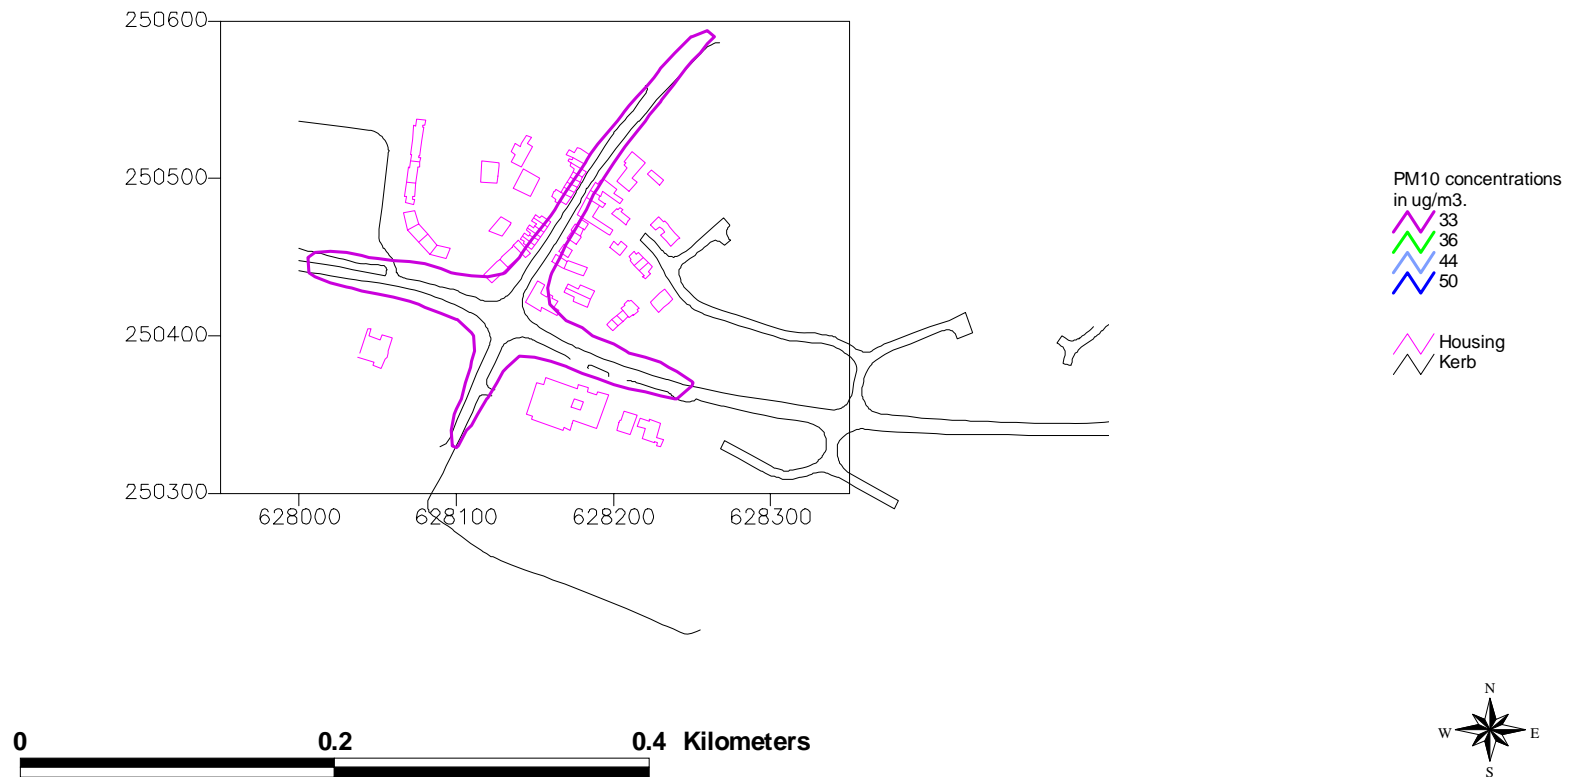 250600
250500
250400
250300
628000 628100 628200 628300
PM10 concentrations
in ug/m3.
33
36
44
50
Housing
Kerb
0 0.2 0.4 Kilometers
N
W E
S